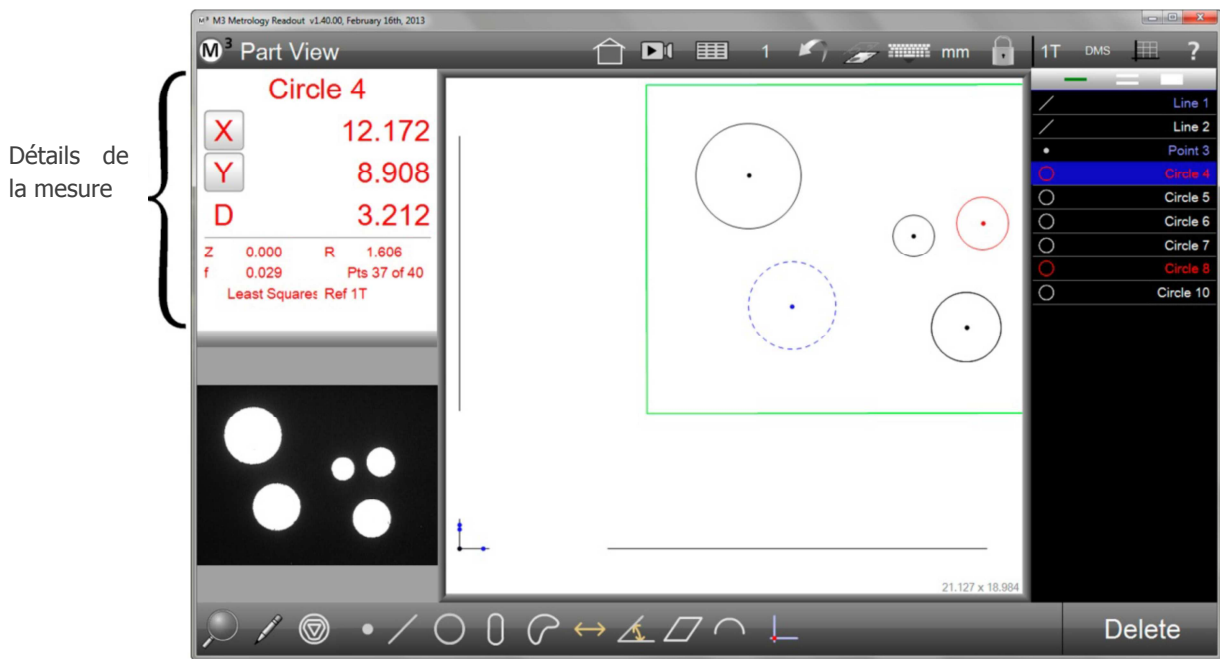 Détails de
la mesure
M³ M3 Metrology Readout v1.40.00, February 16th, 2013
M³ Part View
1
mm
1T
DMS
?
Circle 4
X 12.172
Y 8.908
D 3.212
Z 0.000 R 1.606
f 0.029 Pts 37 of 40
Least Squares Ref 1T
21.127 x 18.984
Line 1
Line 2
Point 3
Circle 4
Circle 5
Circle 6
Circle 7
Circle 8
Circle 10
Delete